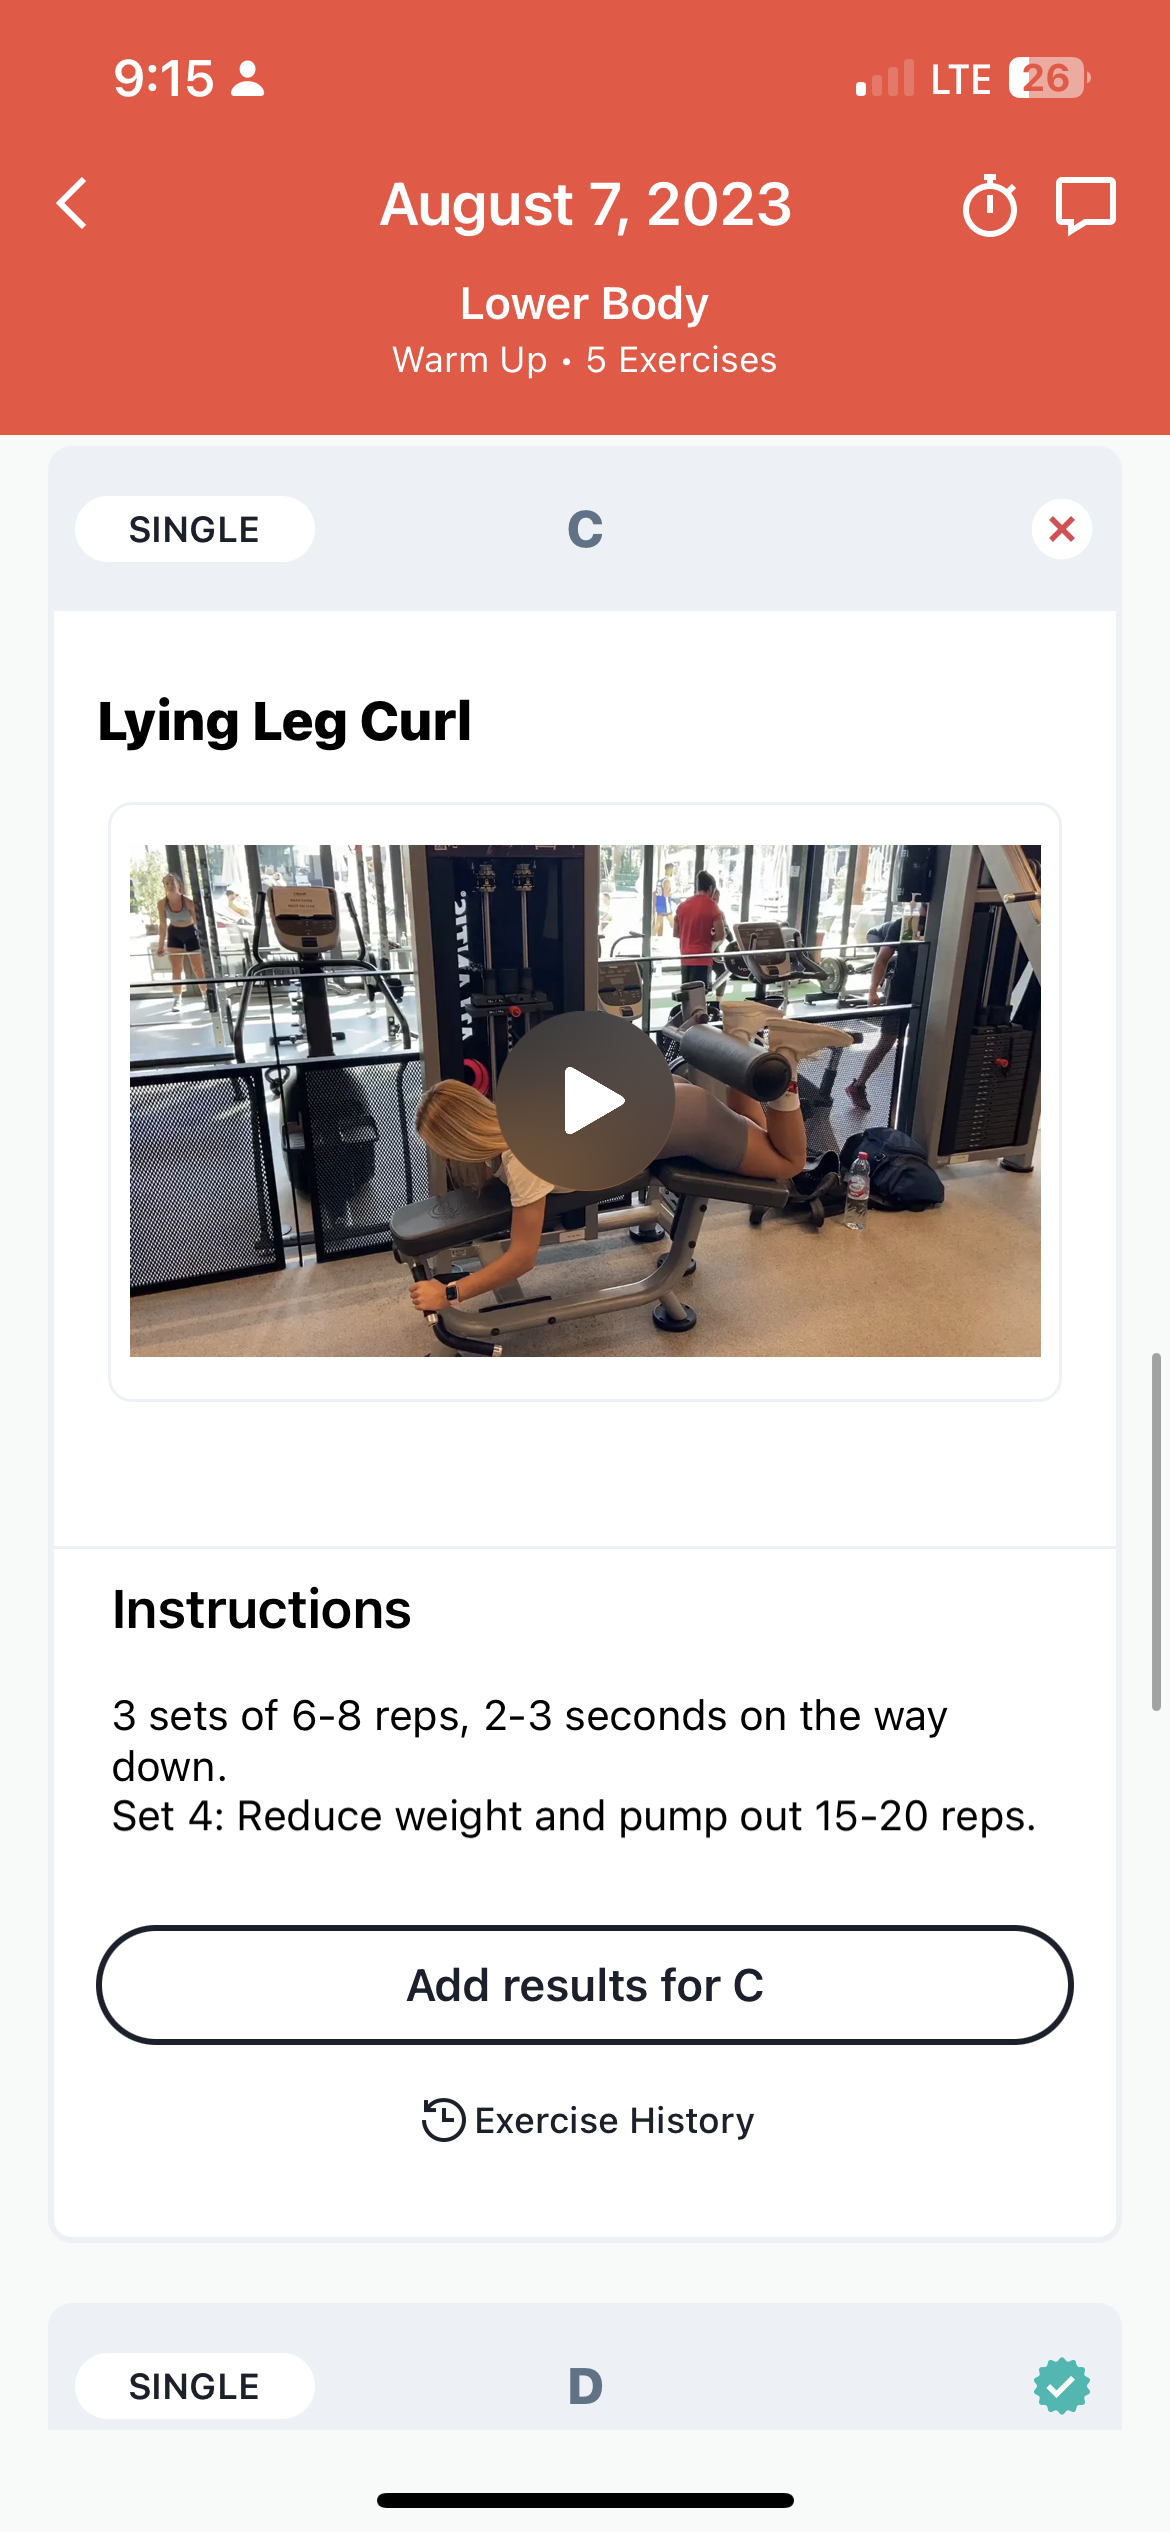 9:15
LTE 26
August 7, 2023
Lower Body
Warm Up • 5 Exercises
SINGLE
C
Lying Leg Curl
Instructions
3 sets of 6-8 reps, 2-3 seconds on the way
down.
Set 4: Reduce weight and pump out 15-20 reps.
Add results for C
Exercise History
SINGLE
D